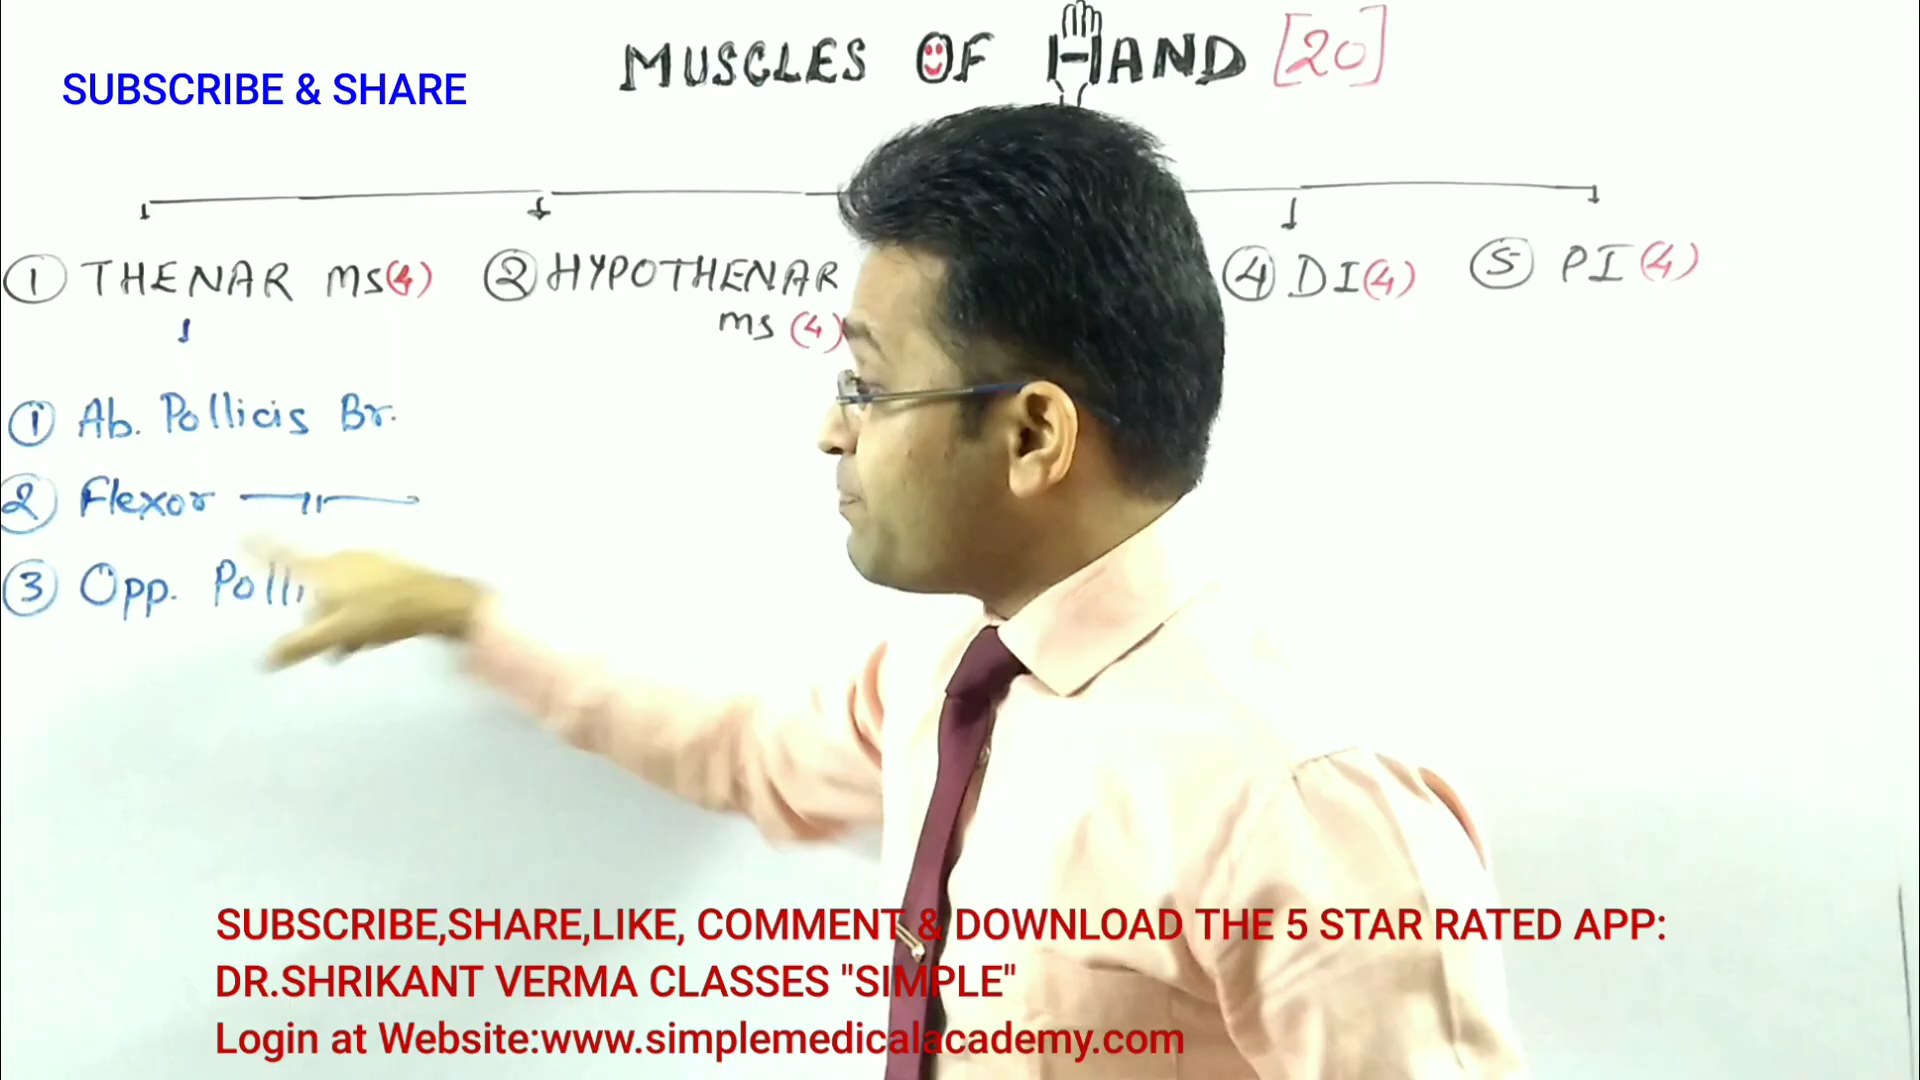 MUSCLES OF HAND [20]
SUBSCRIBE & SHARE
① THENAR ms(4) ② HYPOTHENAR ms (4) ④ DI(4) ⑤ PI(4)
① Ab. Pollicis Br.
② Flexor —〃—
③ Opp. Polli
SUBSCRIBE,SHARE,LIKE, COMMENT & DOWNLOAD THE 5 STAR RATED APP:
DR.SHRIKANT VERMA CLASSES "SIMPLE"
Login at Website:www.simplemedicalacademy.com